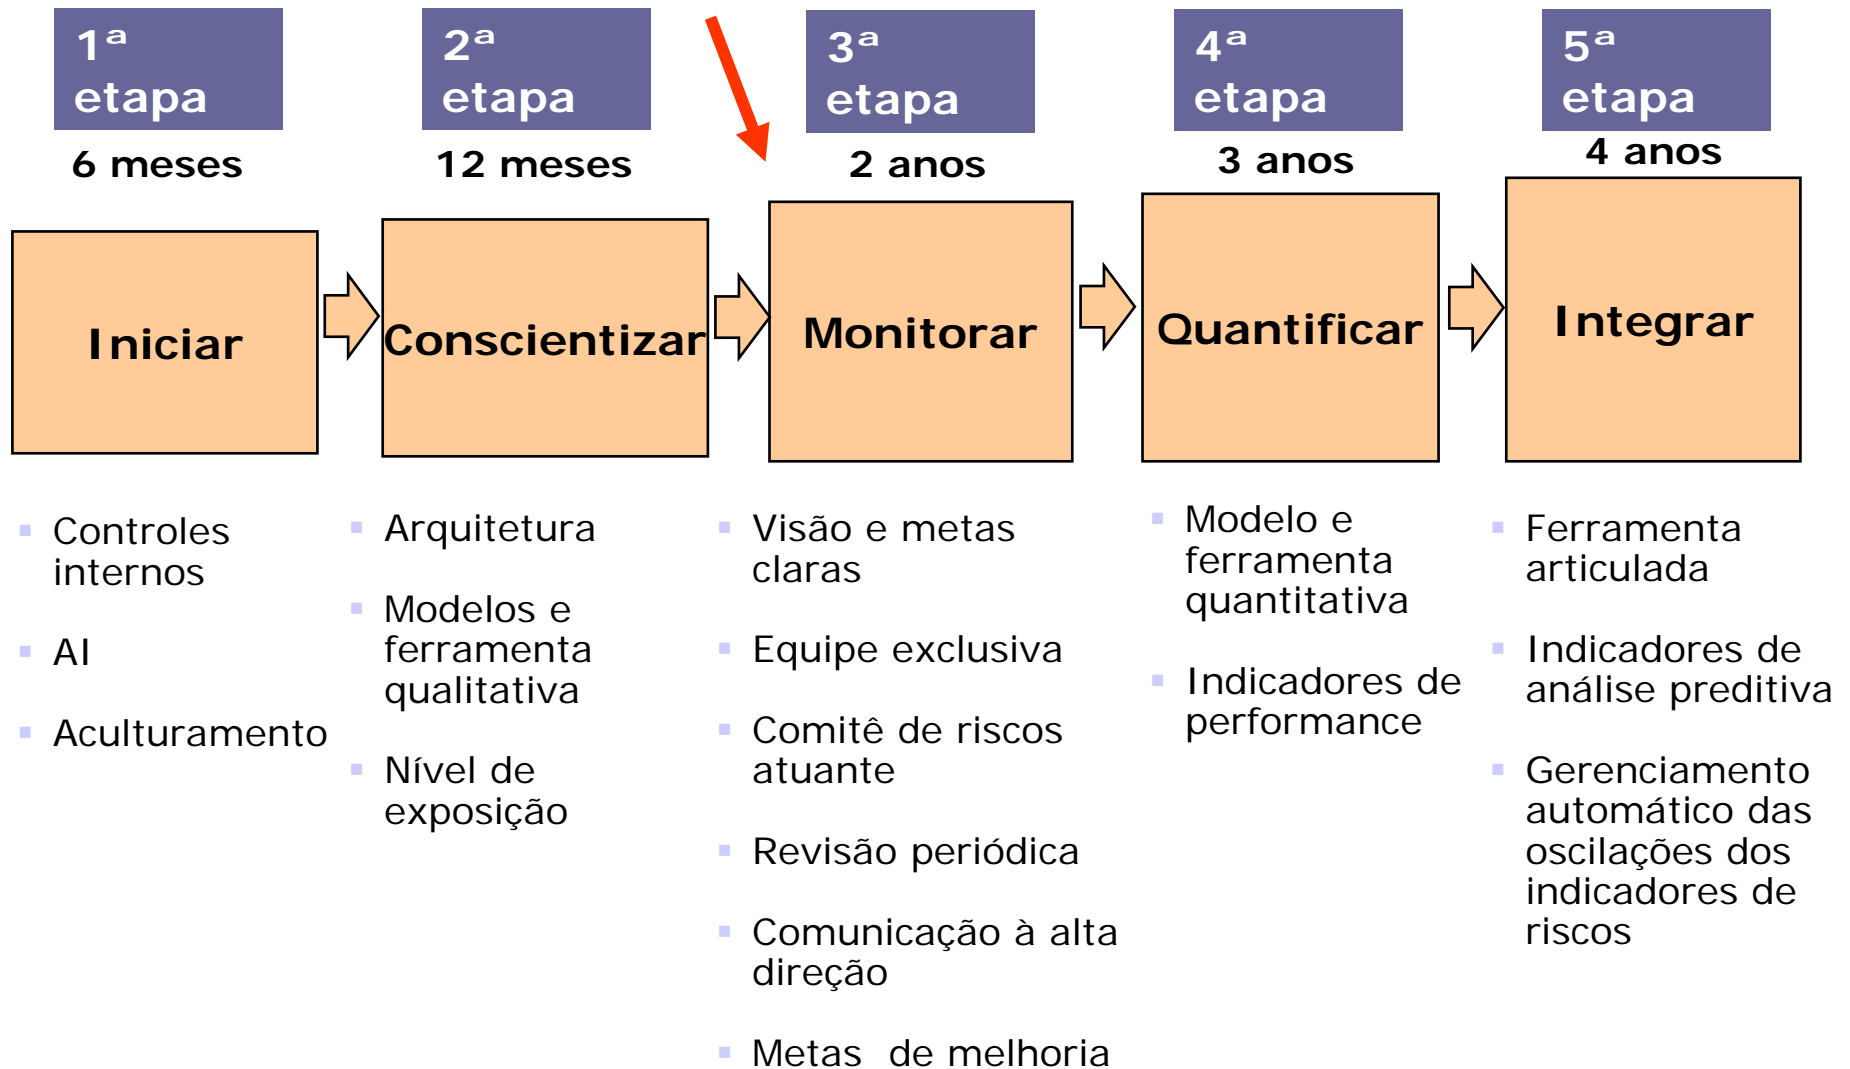 1ª
etapa
6 meses
Iniciar
Controles
internos
AI
Aculturamento
2ª
etapa
12 meses
Conscientizar
Arquitetura
Modelos e
ferramenta
qualitativa
Nível de
exposição
3ª
etapa
2 anos
Monitorar
Visão e metas
claras
Equipe exclusiva
Comitê de riscos
atuante
Revisão periódica
Comunicação à alta
direção
Metas de melhoria
4ª
etapa
3 anos
Quantificar
Modelo e
ferramenta
quantitativa
Indicadores de
performance
5ª
etapa
4 anos
Integrar
Ferramenta
articulada
Indicadores de
análise preditiva
Gerenciamento
automático das
oscilações dos
indicadores de
riscos